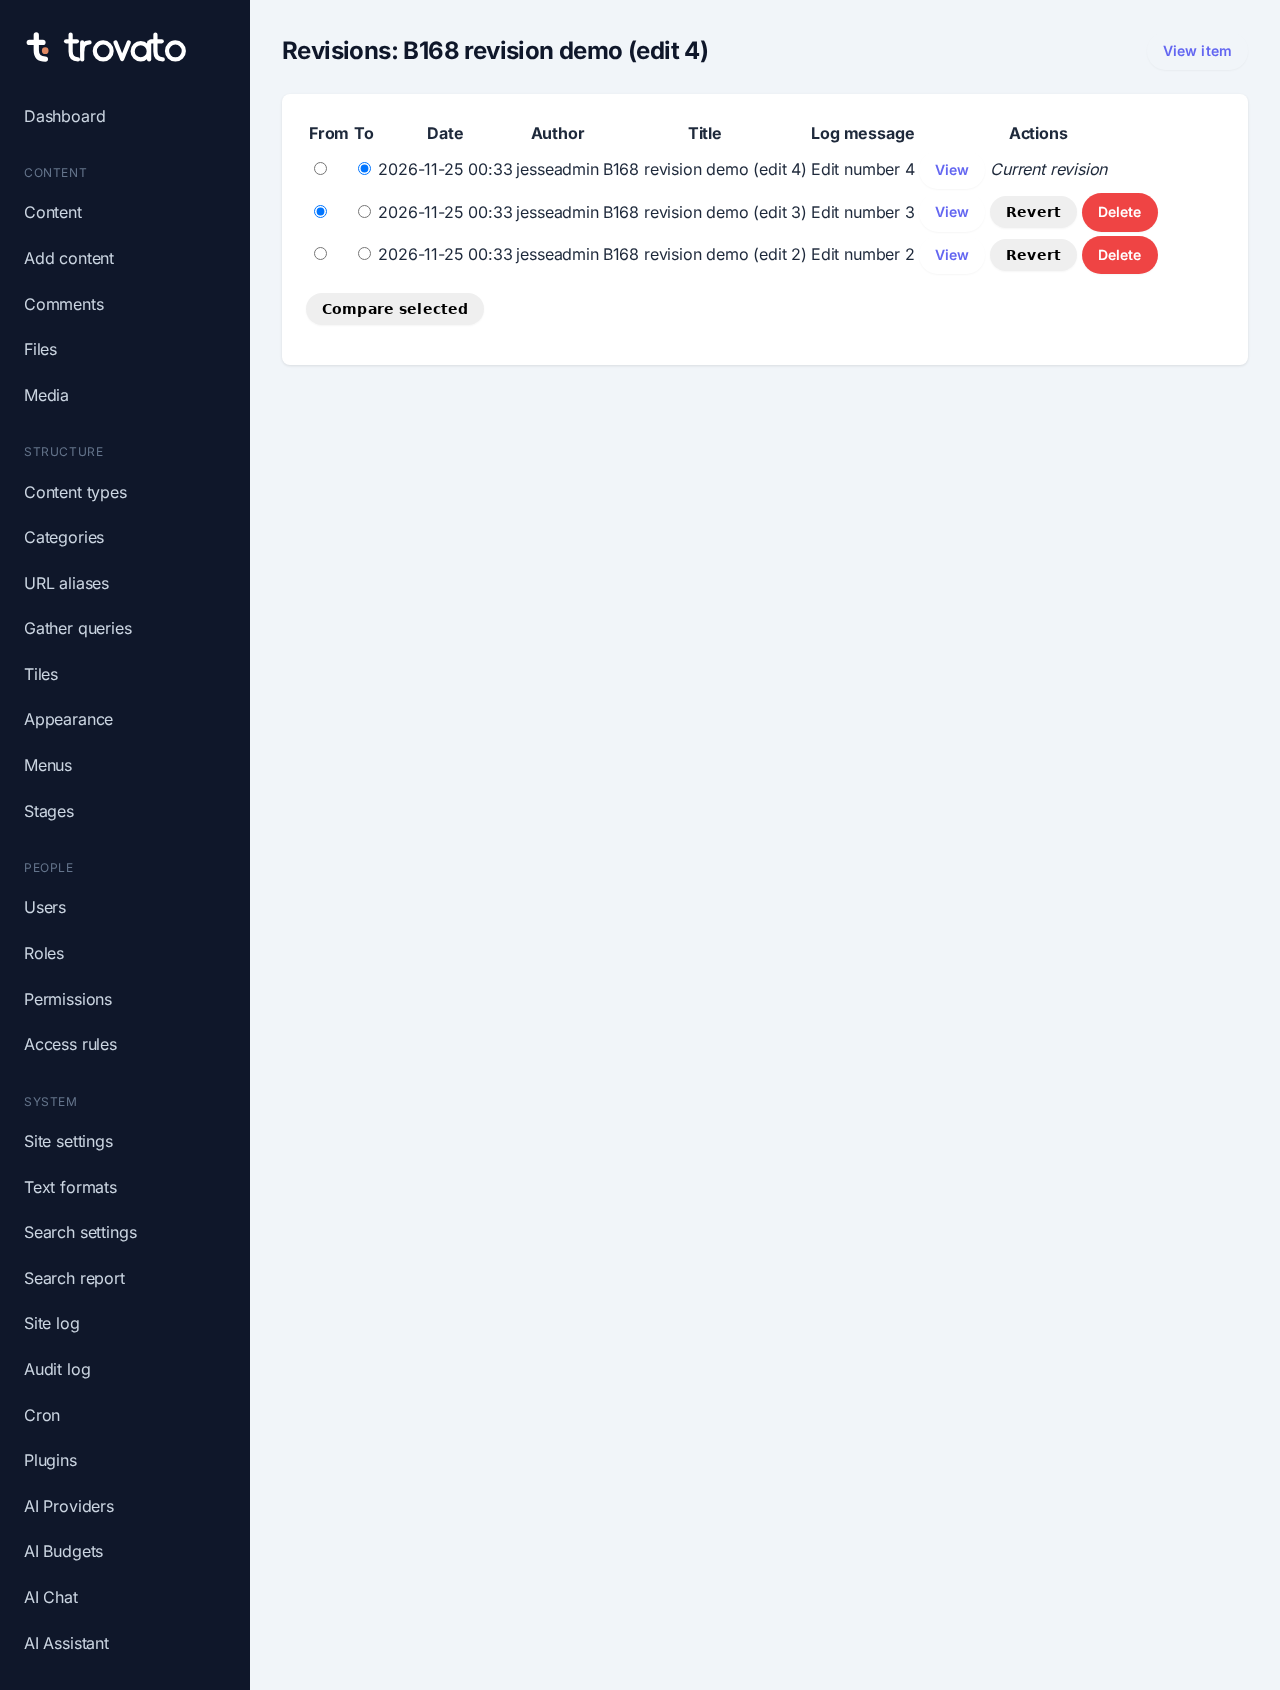 trovato
Dashboard
CONTENT
Content
Add content
Comments
Files
Media
STRUCTURE
Content types
Categories
URL aliases
Gather queries
Tiles
Appearance
Menus
Stages
PEOPLE
Users
Roles
Permissions
Access rules
SYSTEM
Site settings
Text formats
Search settings
Search report
Site log
Audit log
Cron
Plugins
AI Providers
AI Budgets
AI Chat
AI Assistant
Revisions: B168 revision demo (edit 4) View item
From To Date Author Title Log message Actions
2026-11-25 00:33 jesseadmin B168 revision demo (edit 4) Edit number 4 View Current revision
2026-11-25 00:33 jesseadmin B168 revision demo (edit 3) Edit number 3 View Revert Delete
2026-11-25 00:33 jesseadmin B168 revision demo (edit 2) Edit number 2 View Revert Delete
Compare selected